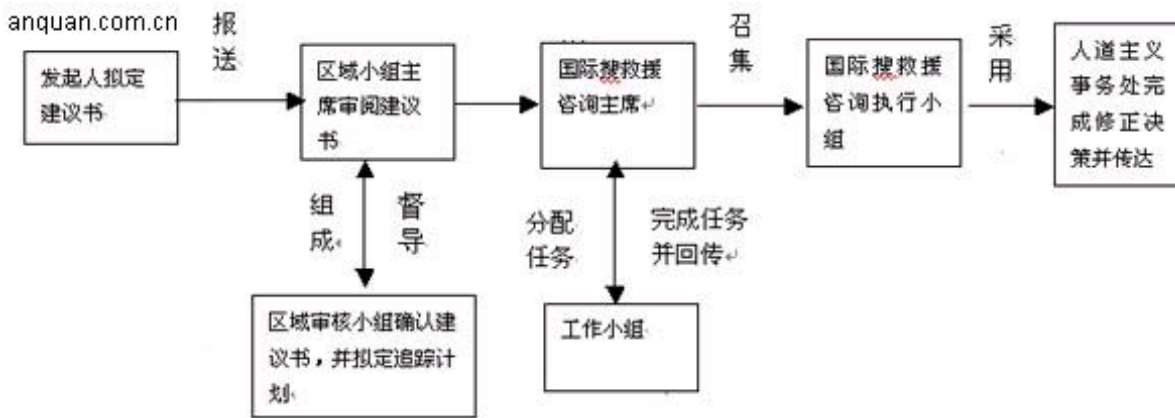 anquan.com.cn
报
送
召
集
采
用
发起人拟定
建议书
区域小组主
席审阅建议
书
国际搜救援
咨询主席
国际搜救援
咨询执行小
组
人道主义
事务处完
成修正决
策并传达
组
成
督
导
分配
任务
完成任务
并回传
区域审核小组确认建
议书，并拟定追踪计
划
工作小组